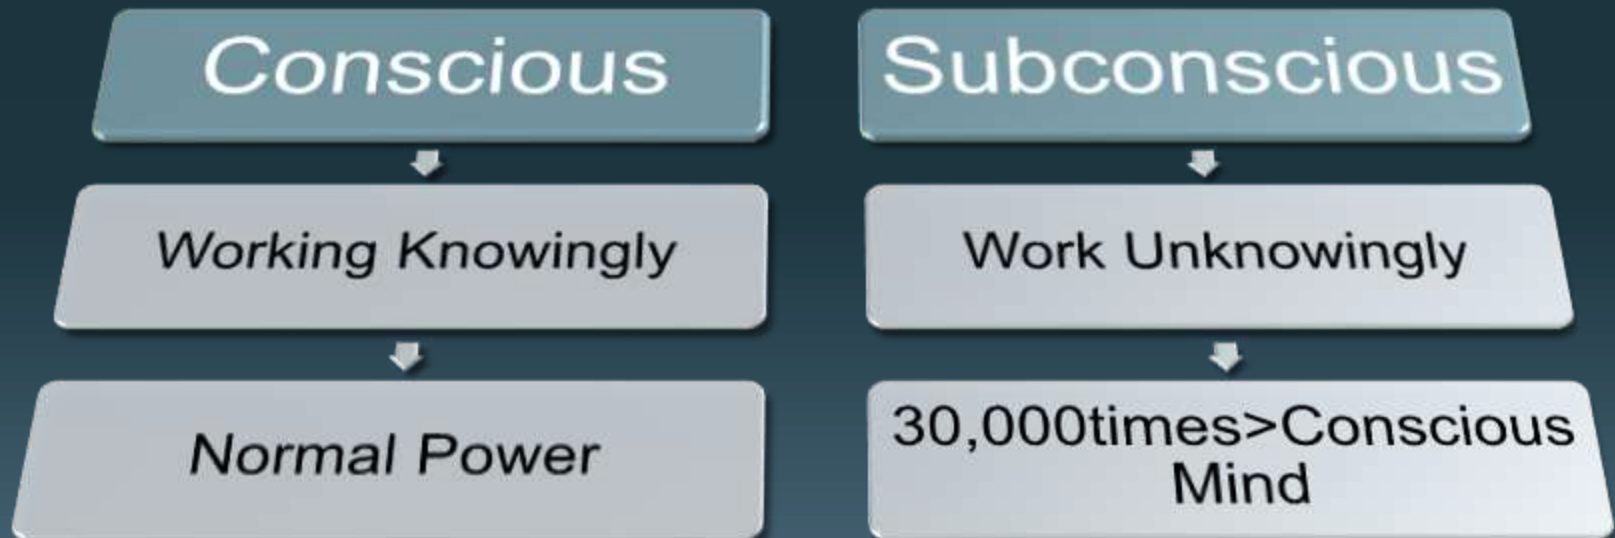 Conscious
Working Knowingly
Normal Power
Subconscious
Work Unknowingly
30,000times>Conscious
Mind